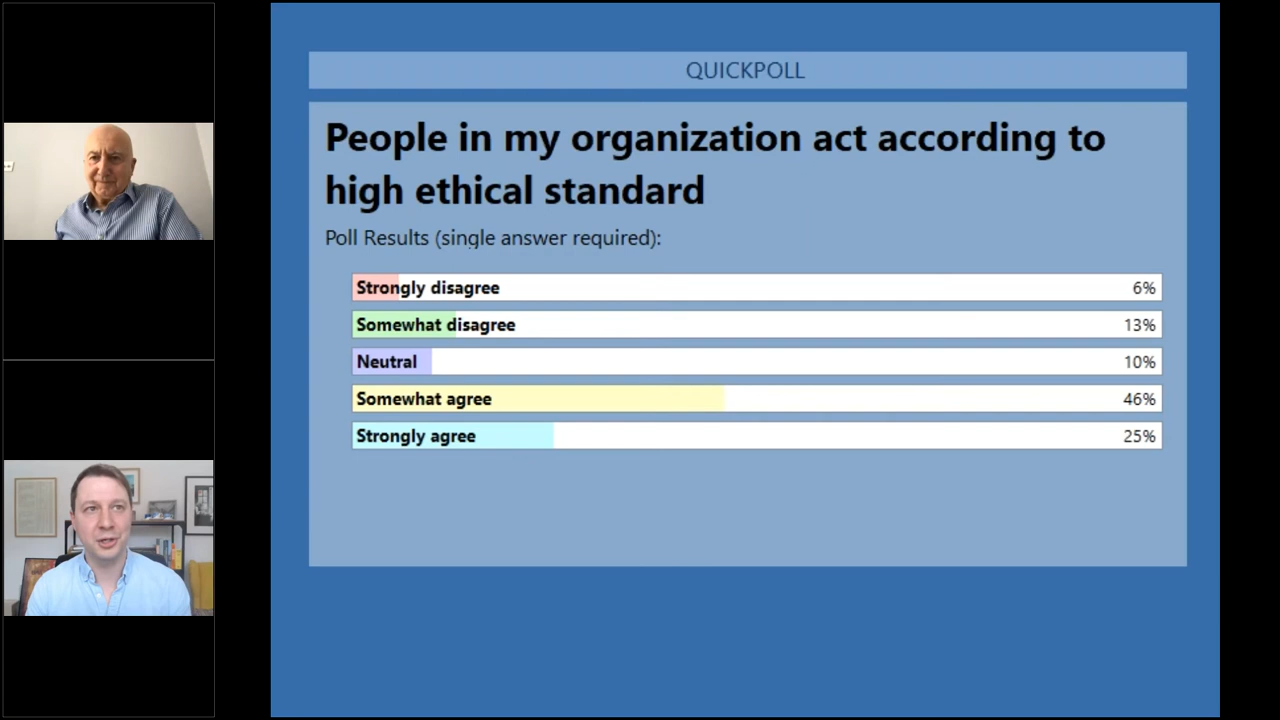 QUICKPOLL
People in my organization act according to
high ethical standard
Poll Results (single answer required):
Strongly disagree 6%
Somewhat disagree 13%
Neutral 10%
Somewhat agree 46%
Strongly agree 25%